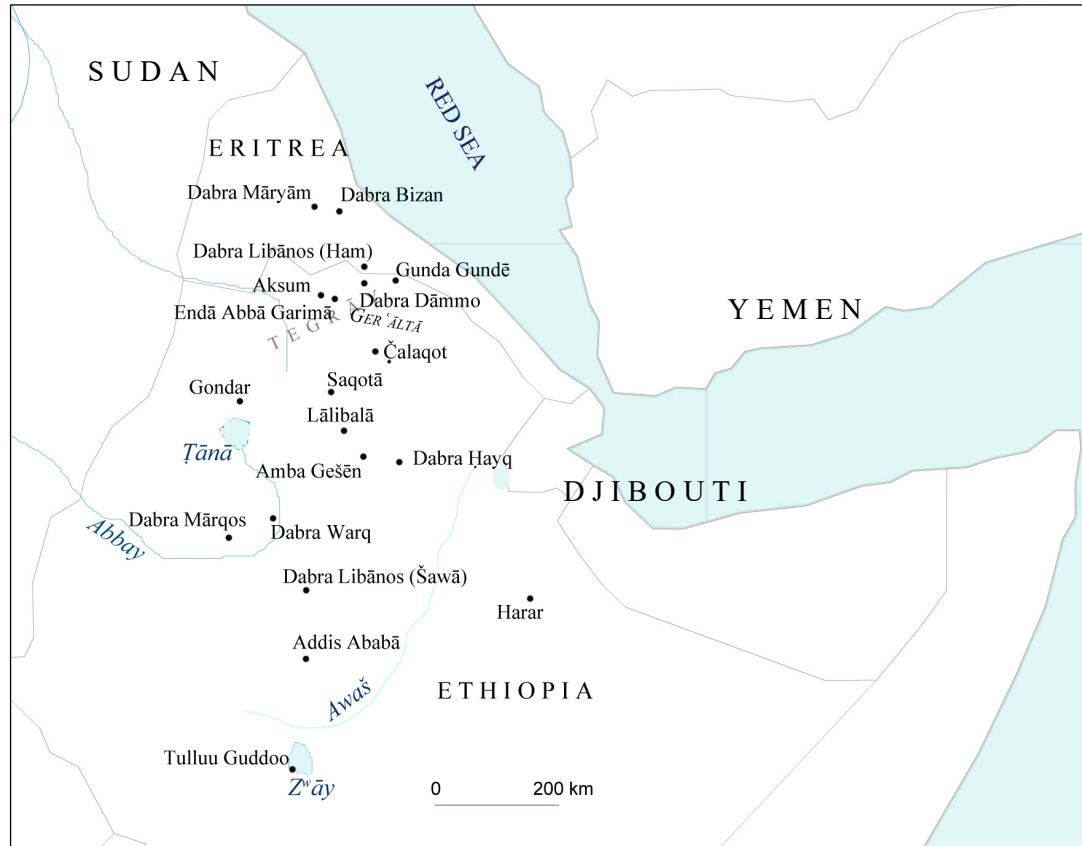 SUDAN
RED SEA
ERITREA
Dabra Māryām
Dabra Bizan
Dabra Libānos (Ham)
Gunda Gundē
Aksum
Dabra Dāmmo
Endā Abbā Garimā
GERʿĀLTĀ
YEMEN
Čalaqot
Saqotā
Gondar
Lālibalā
Ṭānā
Amba Gešēn
Dabra Ḥayq
DJIBOUTI
Dabra Mārqos
Dabra Warq
Abbay
Dabra Libānos (Šawā)
Harar
Addis Ababā
ETHIOPIA
Awaš
Tulluu Guddoo
Zʷāy
0 200 km